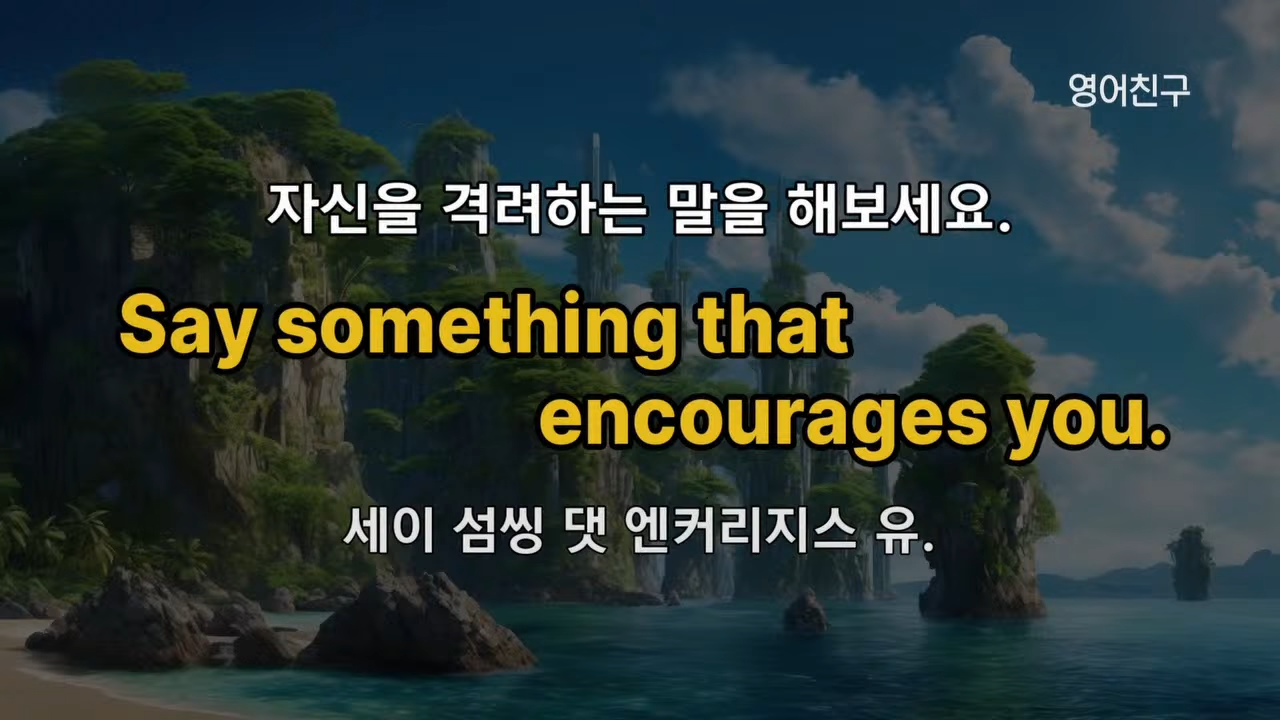 영어친구
자신을 격려하는 말을 해보세요.
Say something that
encourages you.
세이 섬씽 댓 엔커리지스 유.